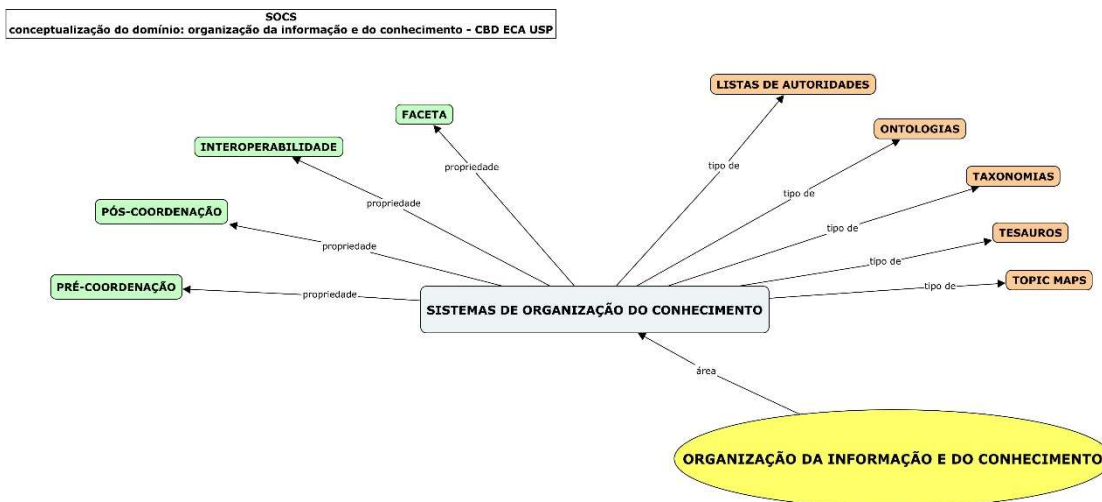 SOCS
conceptualização do domínio: organização da informação e do conhecimento - CBD ECA USP
LISTAS DE AUTORIDADES
FACETA
ONTOLOGIAS
INTEROPERABILIDADE
tipo de
propriedade
tipo de
TAXONOMIAS
propriedade
PÓS-COORDENAÇÃO
tipo de
TESAUROS
propriedade
tipo de
PRÉ-COORDENAÇÃO
propriedade
tipo de
TOPIC MAPS
SISTEMAS DE ORGANIZAÇÃO DO CONHECIMENTO
área
ORGANIZAÇÃO DA INFORMAÇÃO E DO CONHECIMENTO